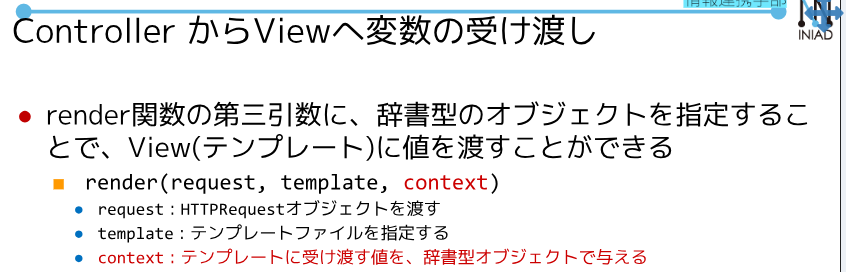 情報連携学部
INIAD
Controller からViewへ変数の受け渡し
render関数の第三引数に、辞書型のオブジェクトを指定するこ
とで、View(テンプレート)に値を渡すことができる
render(request, template, context)
request：HTTPRequestオブジェクトを渡す
template：テンプレートファイルを指定する
context：テンプレートに受け渡す値を、辞書型オブジェクトで与える